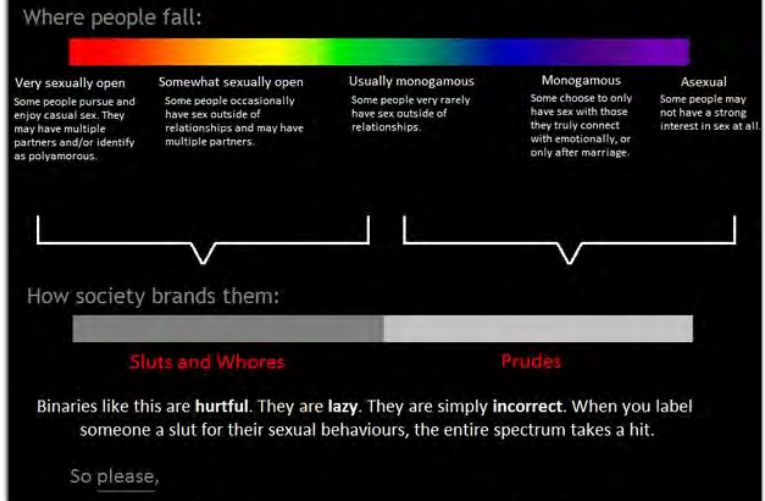 Where people fall:
Very sexually open
Some people pursue and
enjoy casual sex. They
may have multiple
partners and/or identify
as polyamorous.
Somewhat sexually open
Some people occasionally
have sex outside of
relationships and may have
multiple partners.
Usually monogamous
Some people very rarely
have sex outside of
relationships.
Monogamous
Some choose to only
have sex with those
they truly connect
with emotionally, or
only after marriage.
Asexual
Some people may
not have a strong
interest in sex at all.
How society brands them:
Sluts and Whores
Prudes
Binaries like this are hurtful. They are lazy. They are simply incorrect. When you label
someone a slut for their sexual behaviours, the entire spectrum takes a hit.
So please,